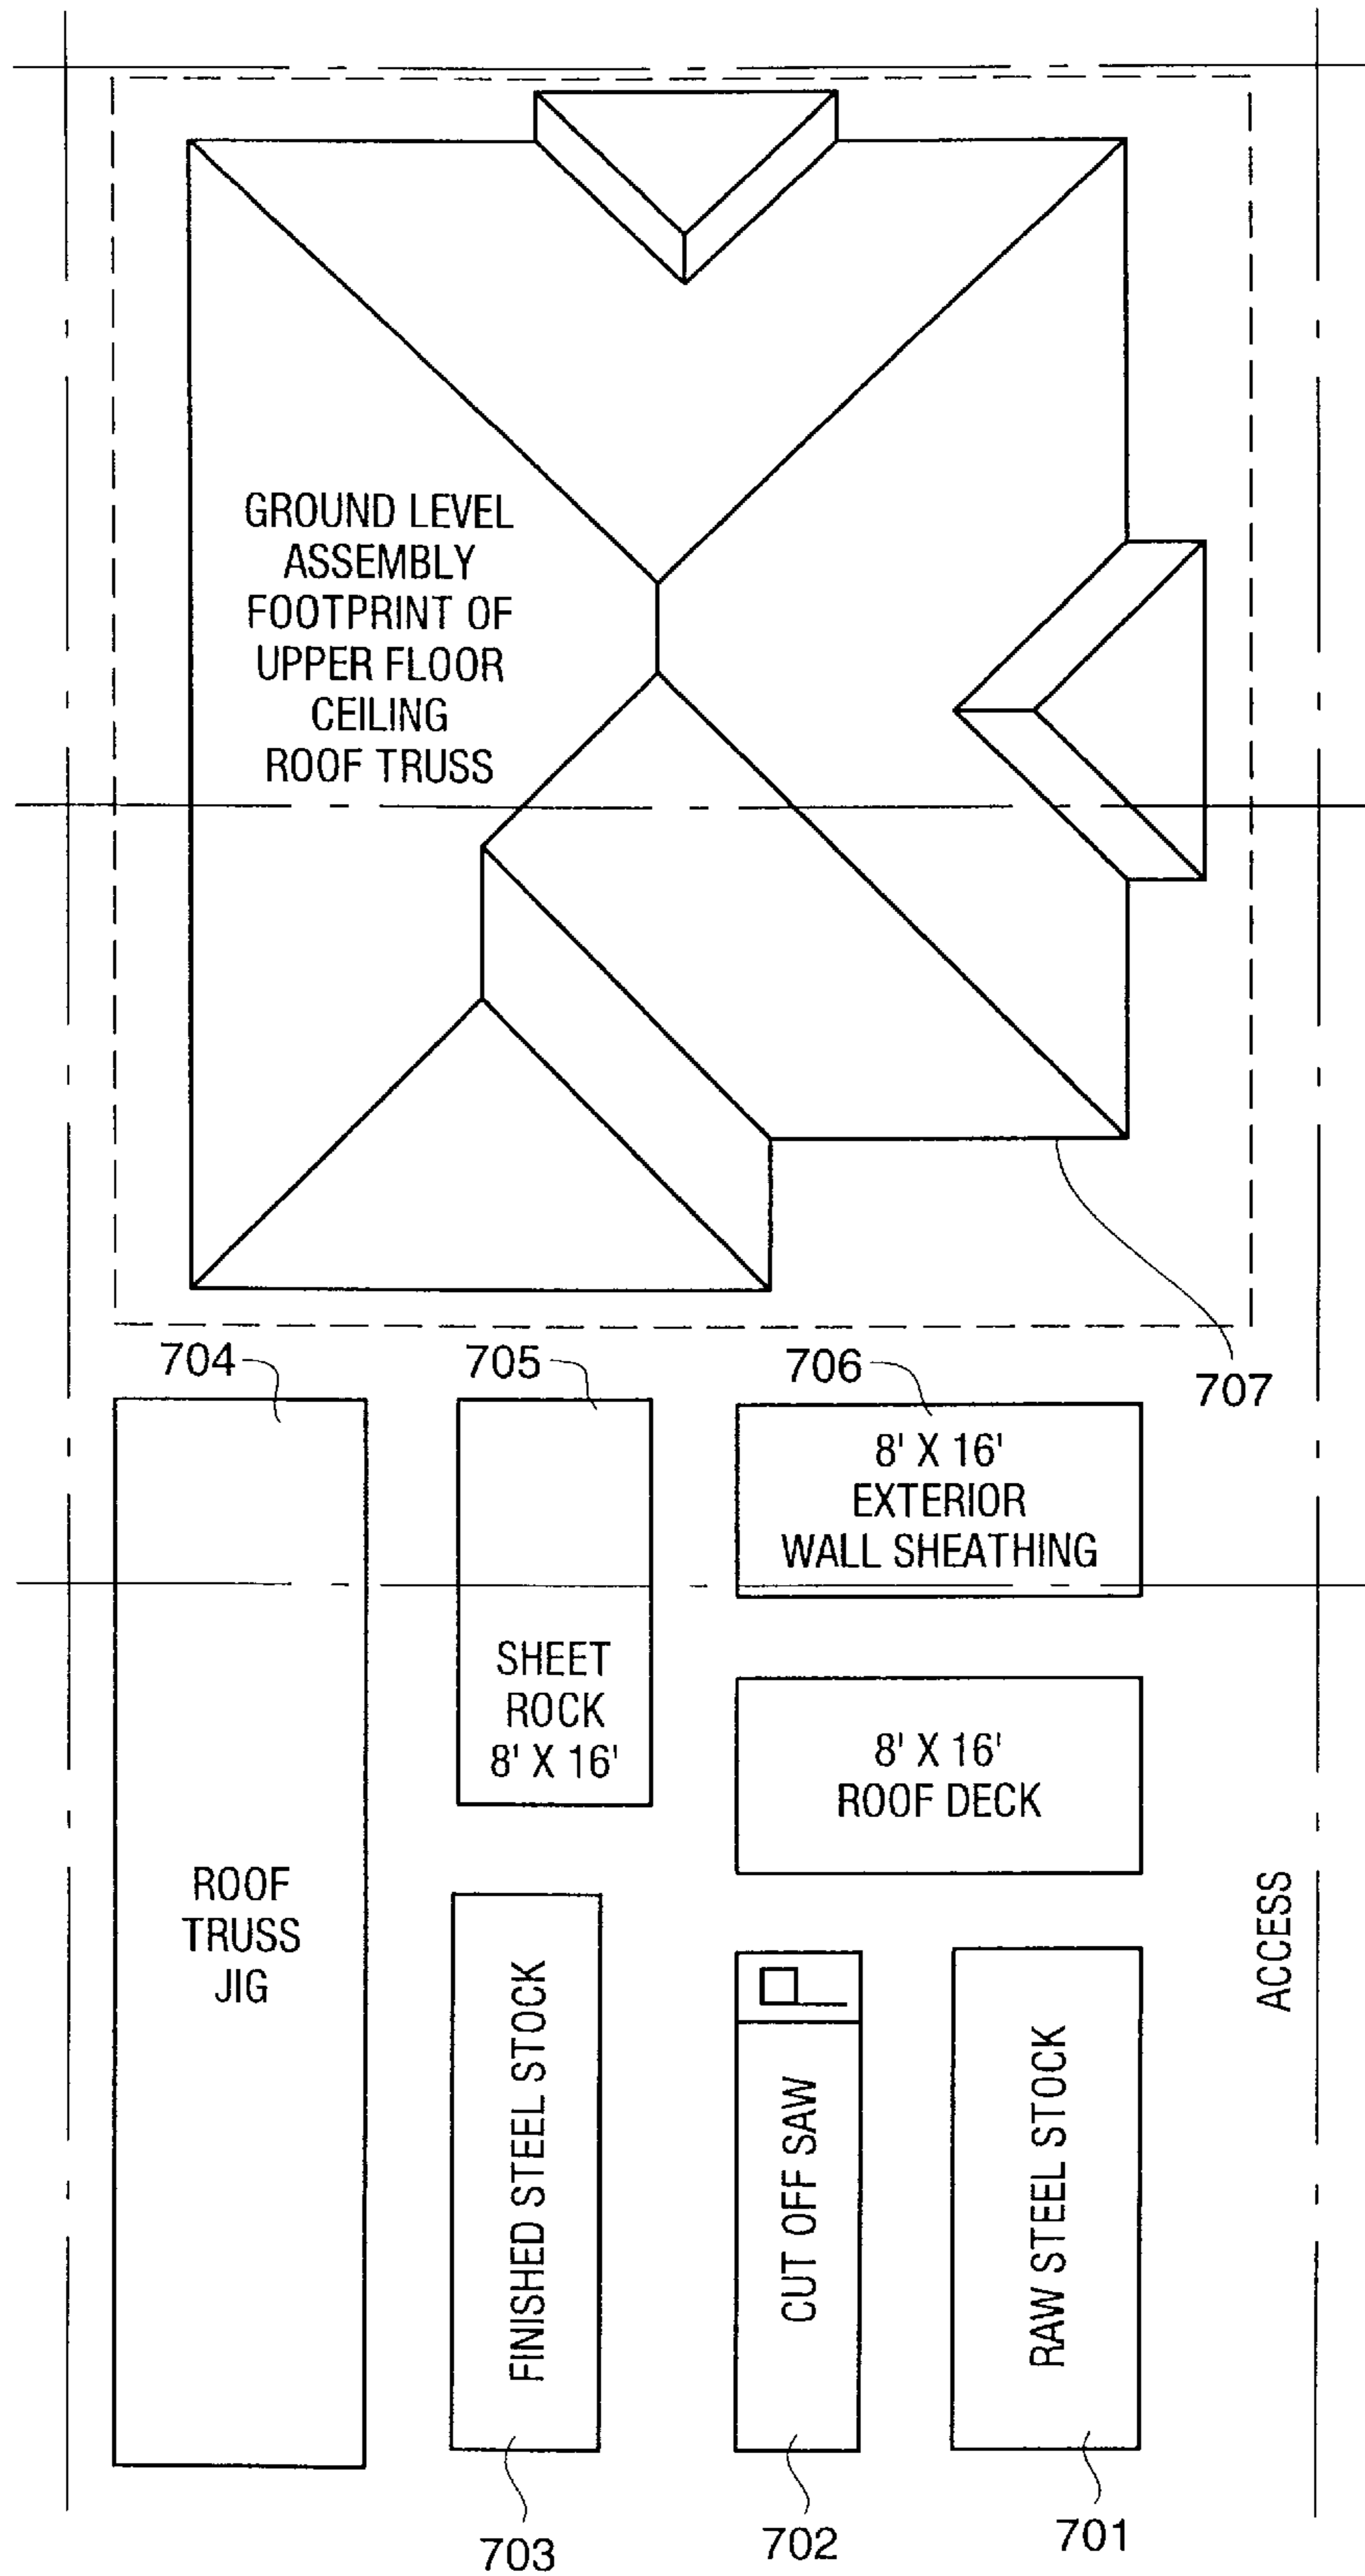 GROUND LEVEL
ASSEMBLY
FOOTPRINT OF
UPPER FLOOR
CEILING
ROOF TRUSS
704
705
706
707
8' X 16'
EXTERIOR
WALL SHEATHING
SHEET
ROCK
8' X 16'
8' X 16'
ROOF DECK
ROOF
TRUSS
JIG
FINISHED STEEL STOCK
CUT OFF SAW
RAW STEEL STOCK
ACCESS
703
702
701